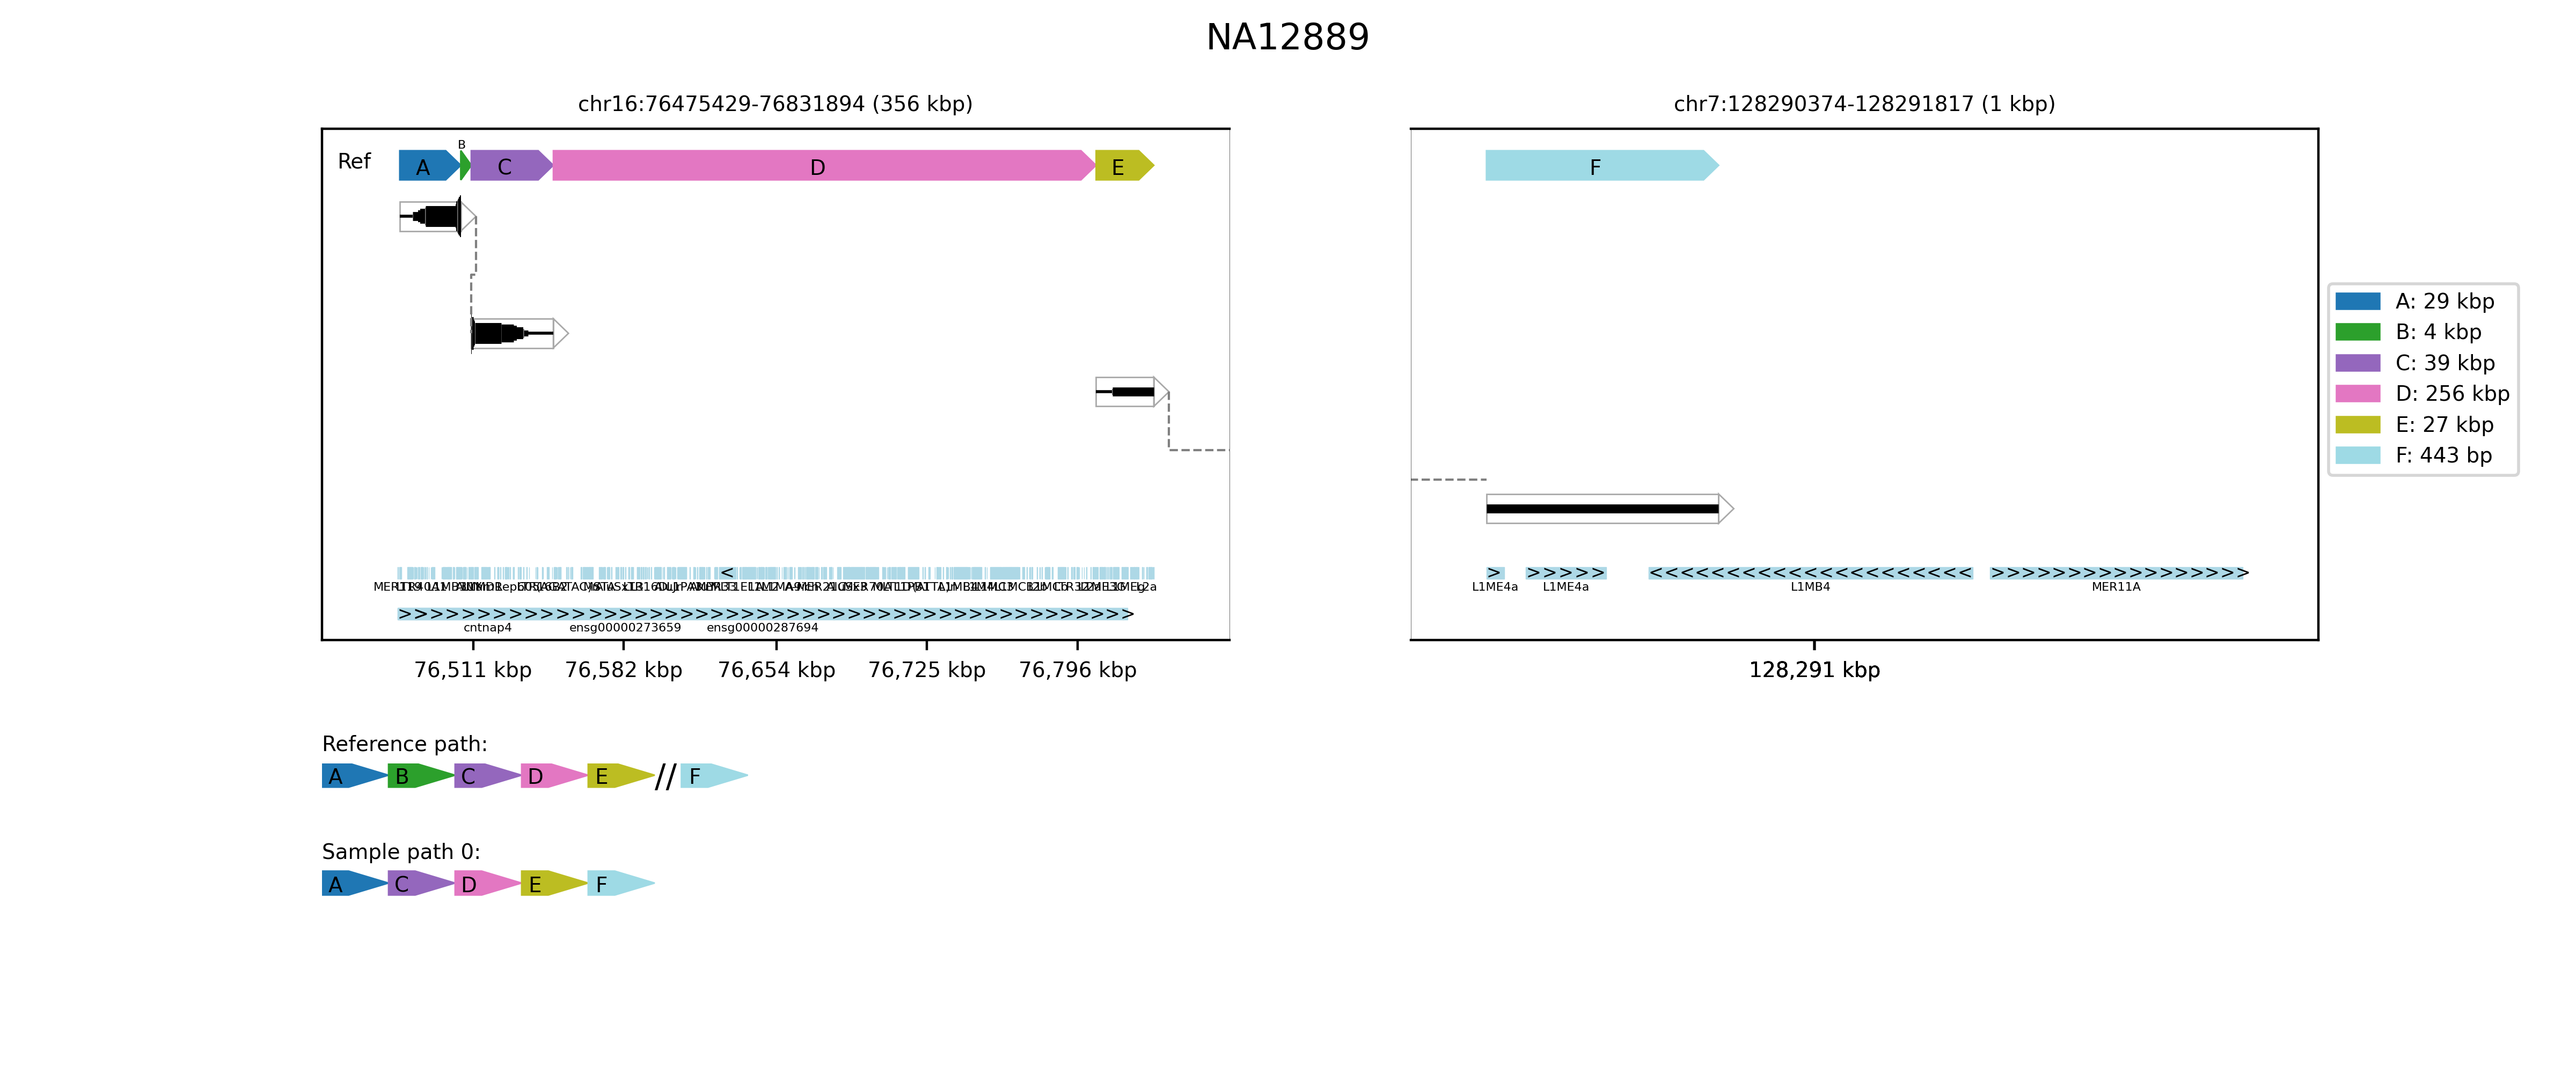 NA12889
chr16:76475429-76831894 (356 kbp)
chr7:128290374-128291817 (1 kbp)
Ref
A
B
C
D
E
F
A: 29 kbp
B: 4 kbp
C: 39 kbp
D: 256 kbp
E: 27 kbp
F: 443 bp
L1ME4a
L1ME4a
L1MB4
MER11A
cntnap4
ensg00000273659
ensg00000287694
76,511 kbp
76,582 kbp
76,654 kbp
76,725 kbp
76,796 kbp
128,291 kbp
Reference path:
A B C D E // F
Sample path 0:
A C D E F